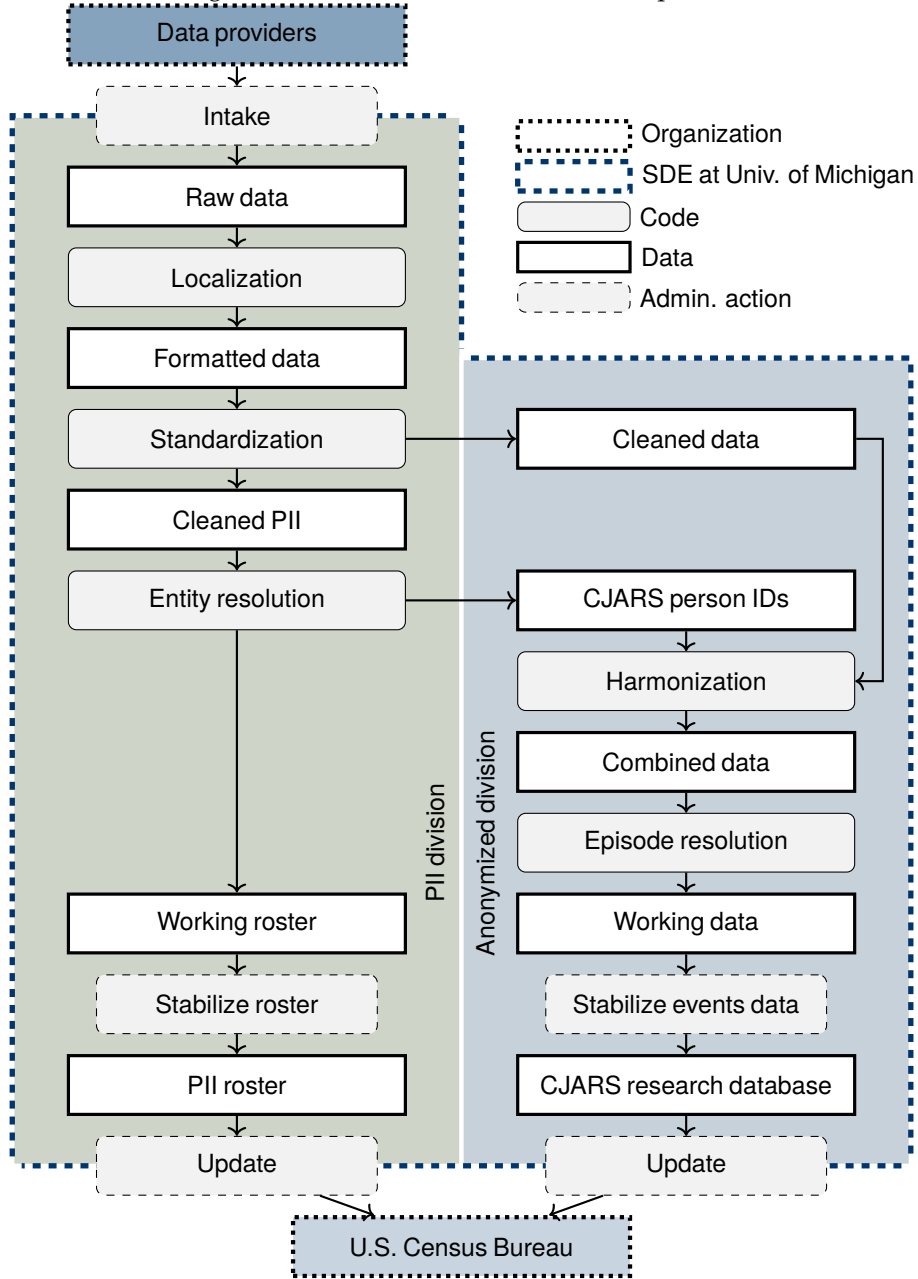 Data providers
Intake
Raw data
Localization
Formatted data
Standardization
Cleaned PII
Entity resolution
Working roster
Stabilize roster
PII roster
Update
PII division
Organization
SDE at Univ. of Michigan
Code
Data
Admin. action
Cleaned data
CJARS person IDs
Harmonization
Combined data
Episode resolution
Working data
Stabilize events data
CJARS research database
Update
Anonymized division
U.S. Census Bureau